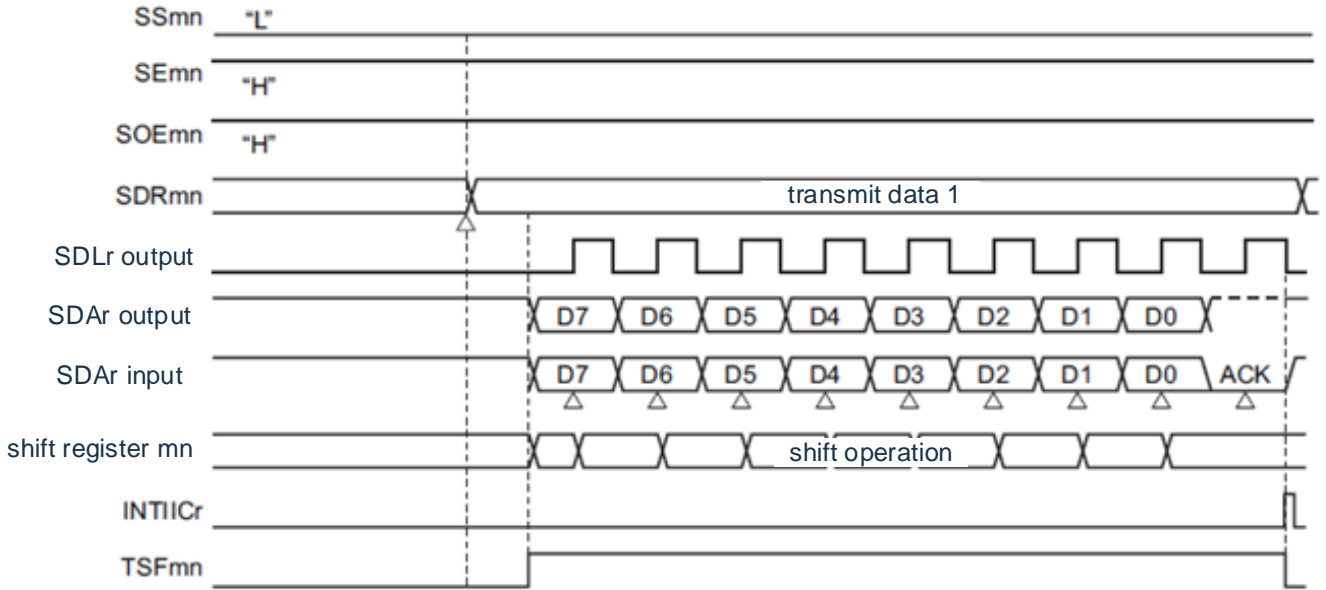 SSmn "L"
SEmn "H"
SOEmn "H"
SDRmn transmit data 1
SDLr output
SDAr output D7 D6 D5 D4 D3 D2 D1 D0
SDAr input D7 D6 D5 D4 D3 D2 D1 D0 ACK
shift register mn shift operation
INTIICr
TSFmn